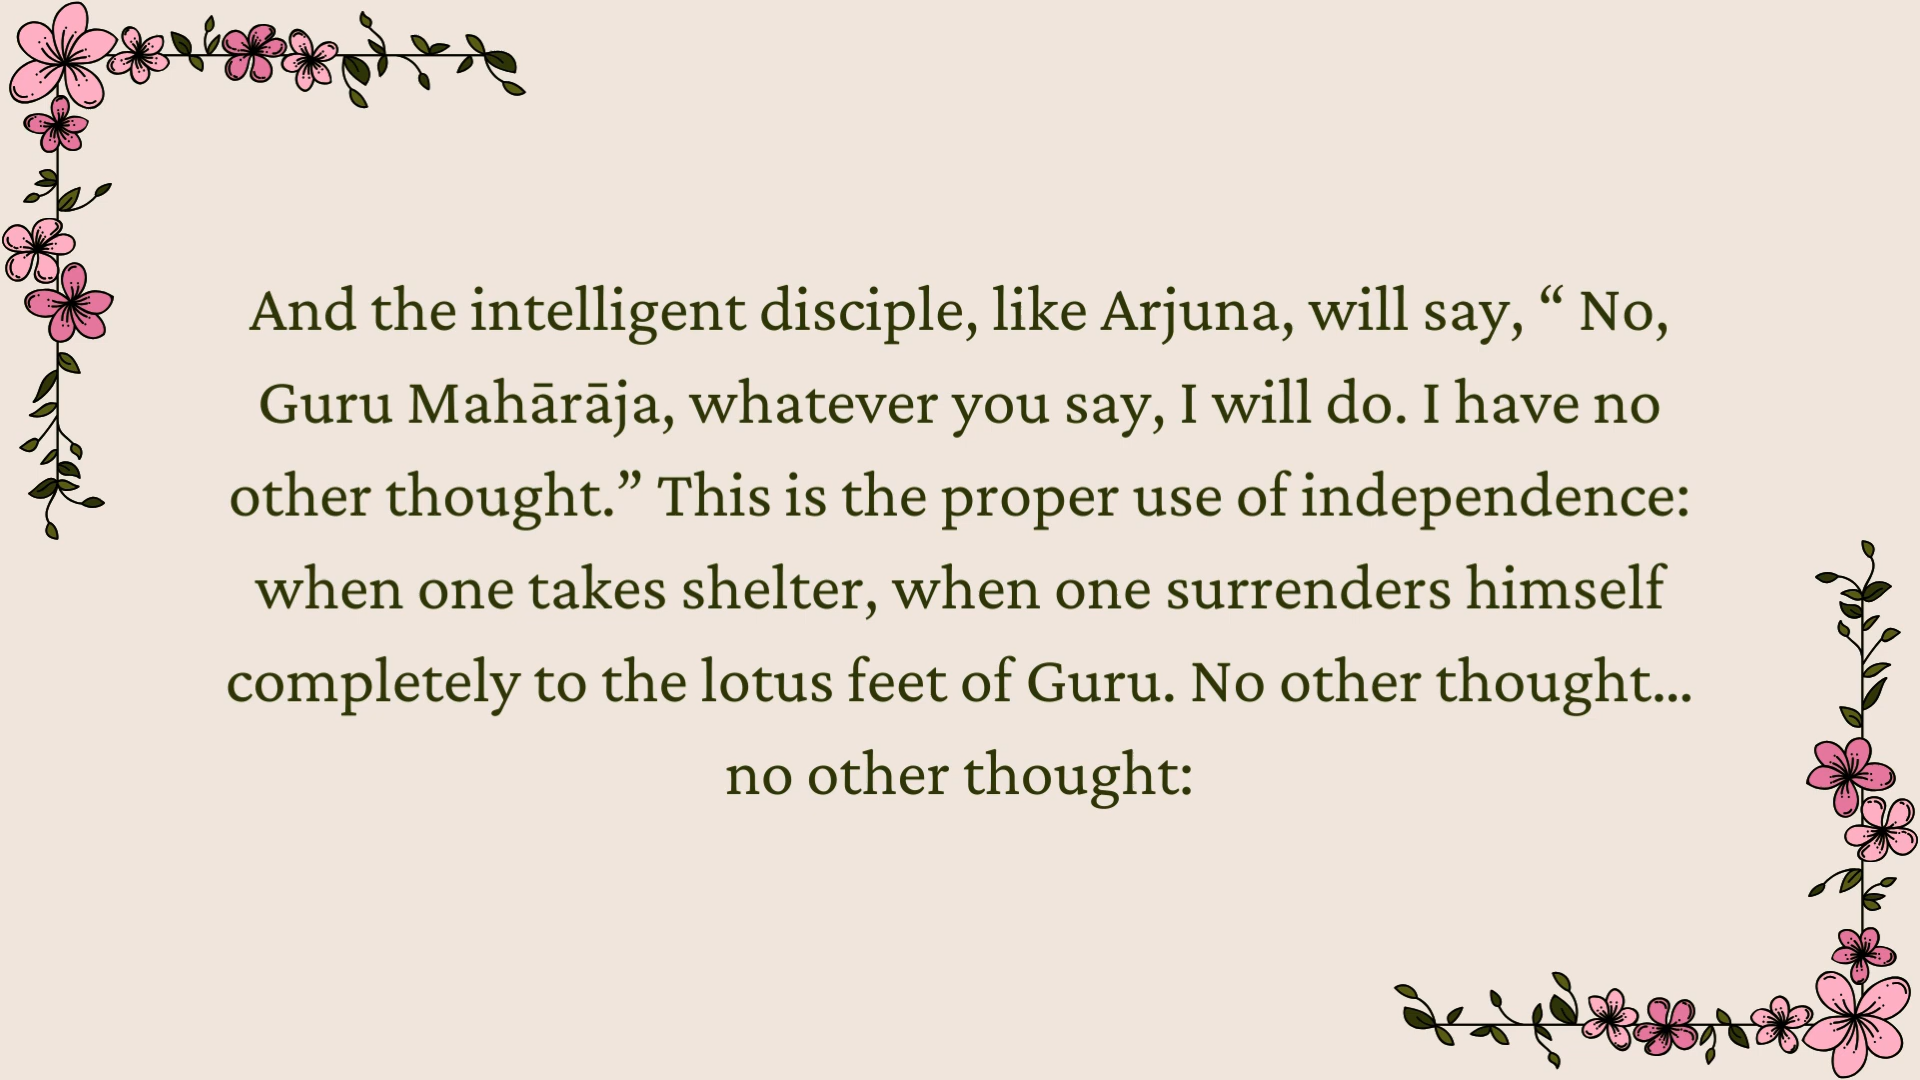 And the intelligent disciple, like Arjuna, will say, “ No,
Guru Mahārāja, whatever you say, I will do. I have no
other thought.” This is the proper use of independence:
when one takes shelter, when one surrenders himself
completely to the lotus feet of Guru. No other thought...
no other thought: